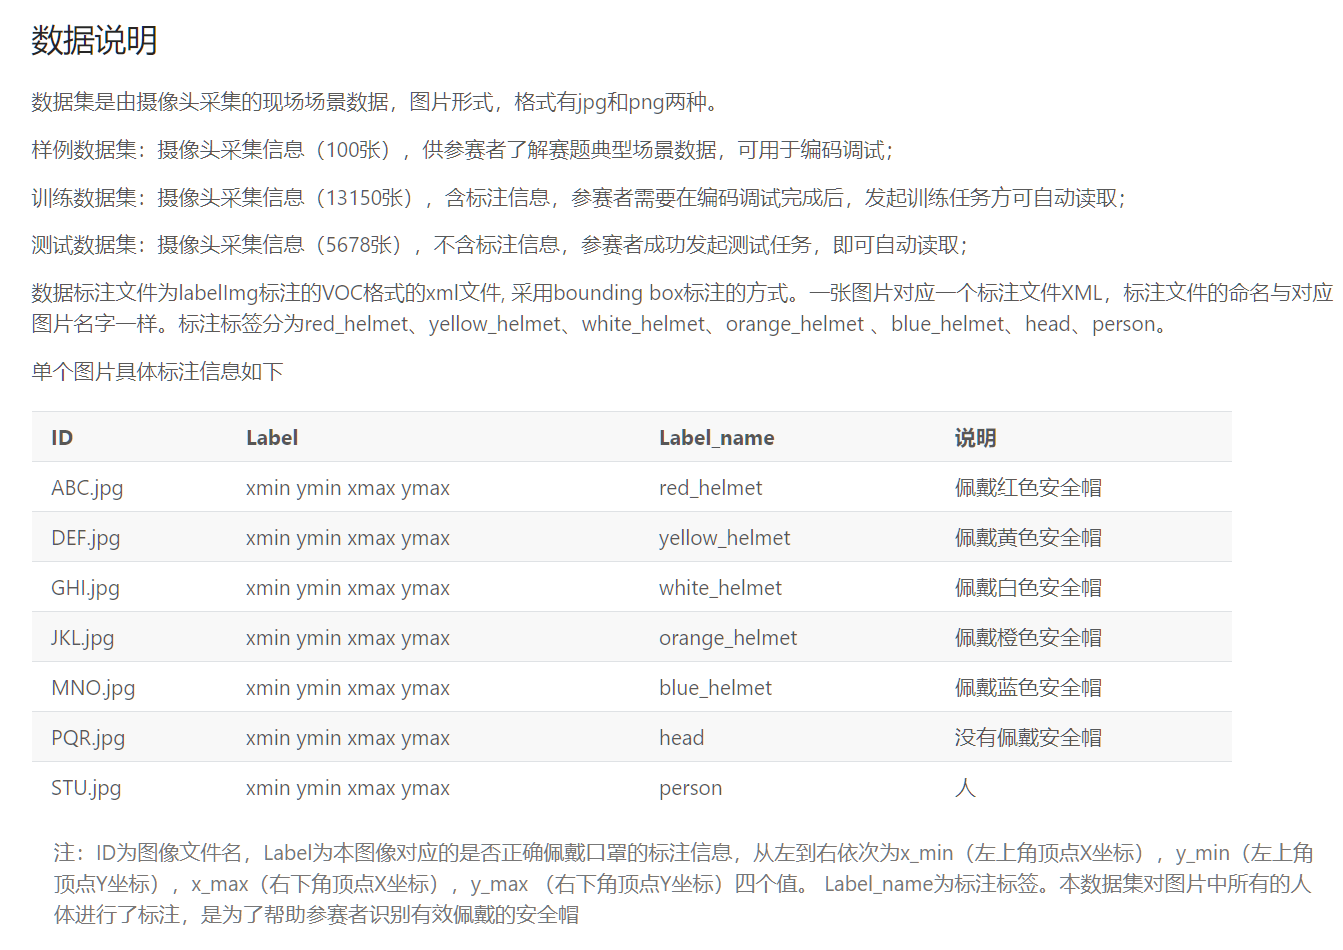 数据说明
数据集是由摄像头采集的现场场景数据，图片形式，格式有jpg和png两种。
样例数据集：摄像头采集信息（100张），供参赛者了解赛题典型场景数据，可用于编码调试；
训练数据集：摄像头采集信息（13150张），含标注信息，参赛者需要在编码调试完成后，发起训练任务方可自动读取；
测试数据集：摄像头采集信息（5678张），不含标注信息，参赛者成功发起测试任务，即可自动读取；
数据标注文件为labelImg标注的VOC格式的xml文件, 采用bounding box标注的方式。一张图片对应一个标注文件XML，标注文件的命名与对应
图片名字一样。标注标签分为red_helmet、yellow_helmet、white_helmet、orange_helmet 、blue_helmet、head、person。
单个图片具体标注信息如下
ID Label Label_name 说明
ABC.jpg xmin ymin xmax ymax red_helmet 佩戴红色安全帽
DEF.jpg xmin ymin xmax ymax yellow_helmet 佩戴黄色安全帽
GHI.jpg xmin ymin xmax ymax white_helmet 佩戴白色安全帽
JKL.jpg xmin ymin xmax ymax orange_helmet 佩戴橙色安全帽
MNO.jpg xmin ymin xmax ymax blue_helmet 佩戴蓝色安全帽
PQR.jpg xmin ymin xmax ymax head 没有佩戴安全帽
STU.jpg xmin ymin xmax ymax person 人
注：ID为图像文件名，Label为本图像对应的是否正确佩戴口罩的标注信息，从左到右依次为x_min（左上角顶点X坐标），y_min（左上角
顶点Y坐标），x_max（右下角顶点X坐标），y_max （右下角顶点Y坐标）四个值。 Label_name为标注标签。本数据集对图片中所有的人
体进行了标注，是为了帮助参赛者识别有效佩戴的安全帽